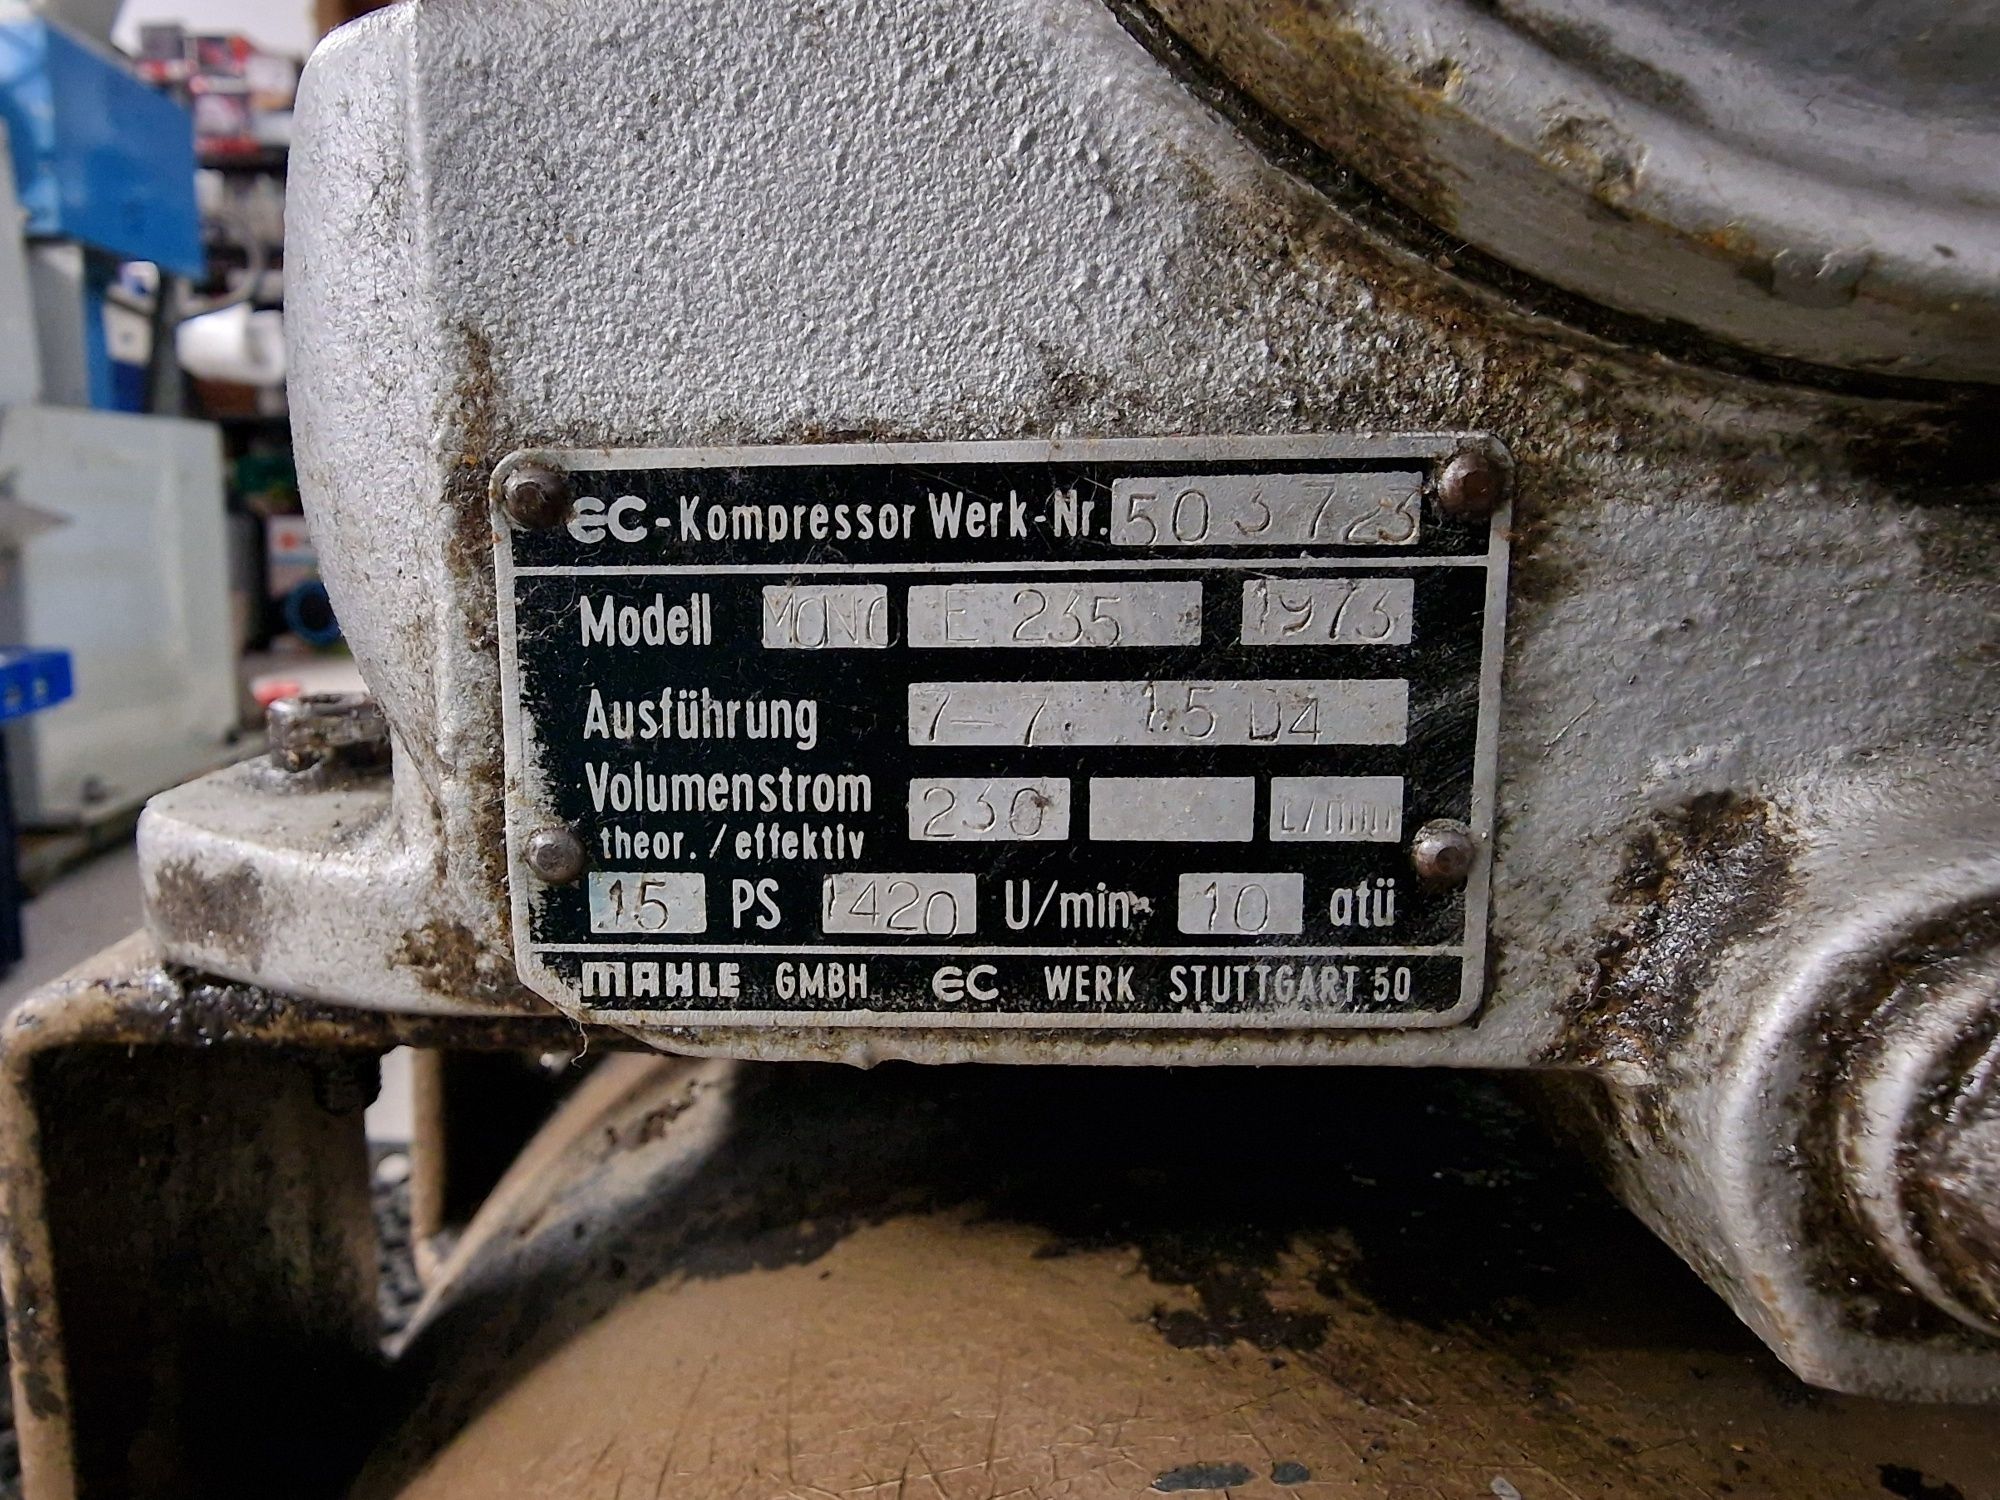 EC-Kompressor Werk-Nr. 503723
Modell MONO E 235 1973
Ausführung 7-7. 1.5 D4
Volumenstrom 230 L/min
theor. / effektiv
1.5 PS 1420 U/min 10 atü
MAHLE GMBH EC WERK STUTTGART 50